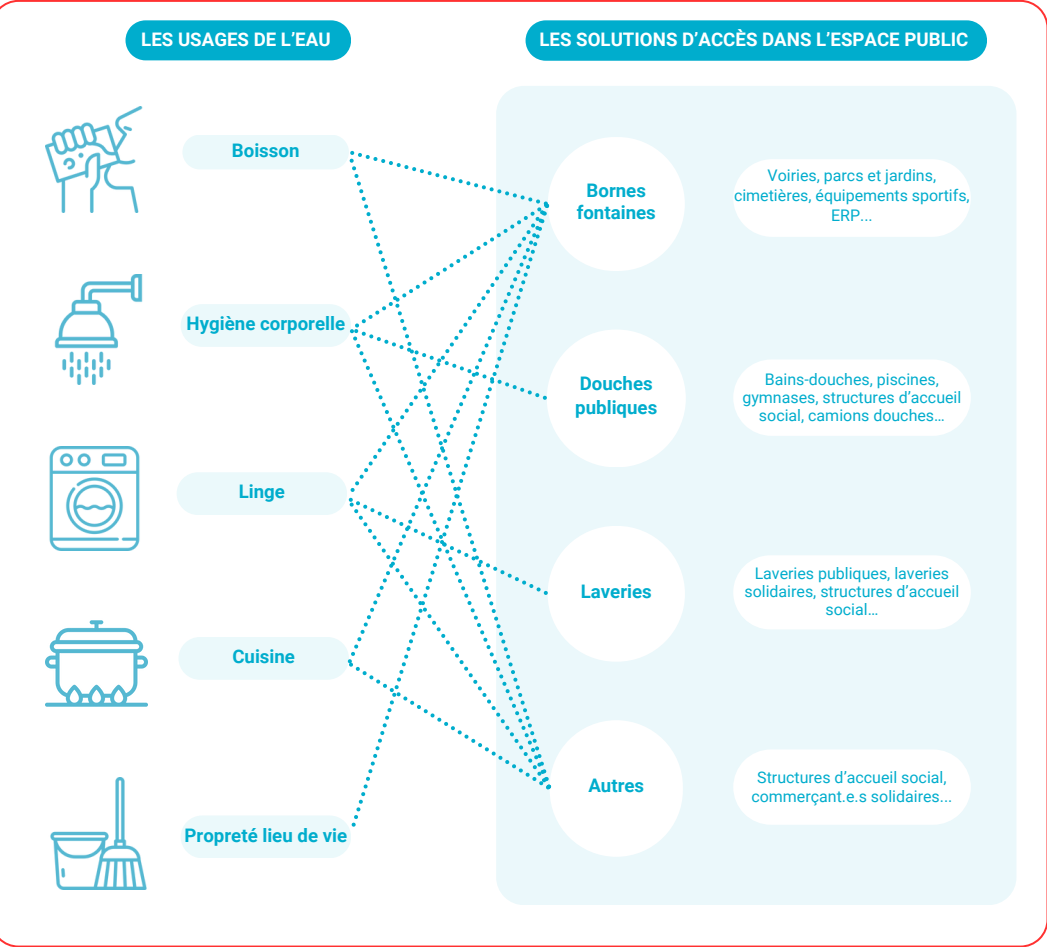 LES USAGES DE L'EAU
LES SOLUTIONS D'ACCÈS DANS L'ESPACE PUBLIC
Boisson
Hygiène corporelle
Linge
Cuisine
Propreté lieu de vie
Bornes
fontaines
Voiries, parcs et jardins,
cimetières, équipements sportifs,
ERP...
Douches
publiques
Bains-douches, piscines,
gymnases, structures d'accueil
social, camions douches…
Laveries
Laveries publiques, laveries
solidaires, structures d'accueil
social…
Autres
Structures d'accueil social,
commerçant.e.s solidaires...